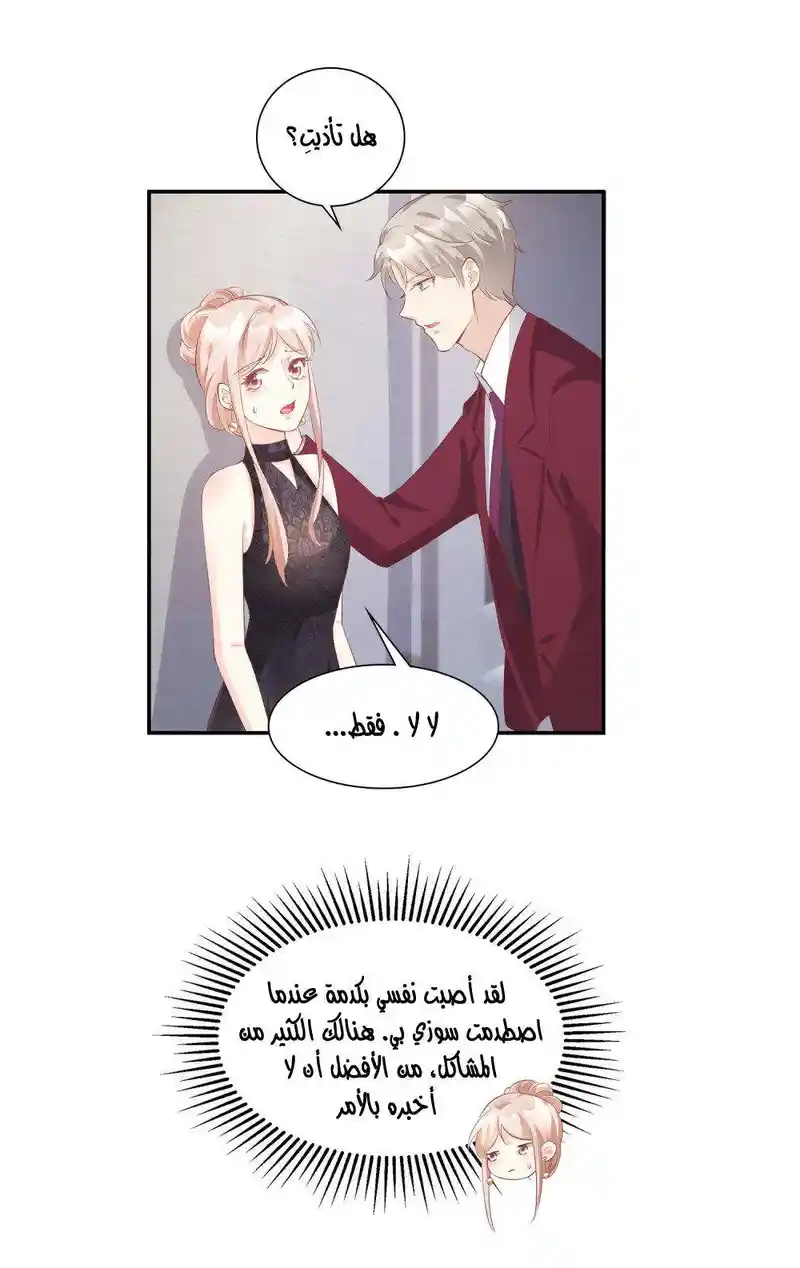 هل تأذيتِ؟
لا لا . فقط...
لقد أصبت نفسي بكدمة عندما
اصطدمت سوزي بي. هنالك الكثير من
المشاكل، من الأفضل أن لا
أخبره بالأمر